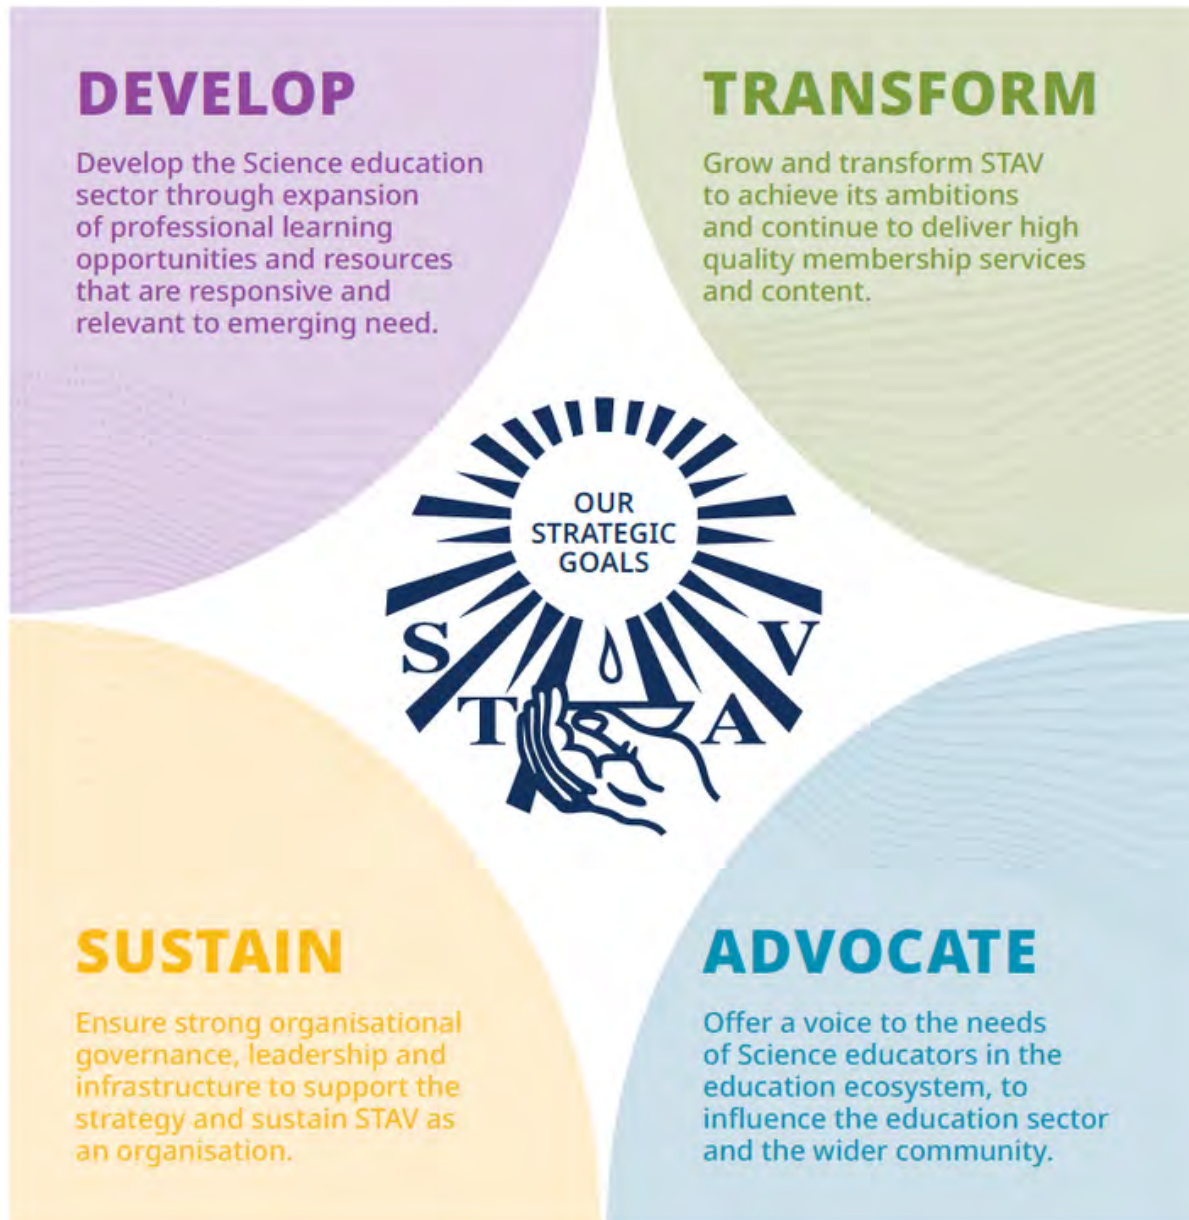 DEVELOP
Develop the Science education
sector through expansion
of professional learning
opportunities and resources
that are responsive and
relevant to emerging need.
TRANSFORM
Grow and transform STAV
to achieve its ambitions
and continue to deliver high
quality membership services
and content.
OUR
STRATEGIC
GOALS
S T A V
SUSTAIN
Ensure strong organisational
governance, leadership and
infrastructure to support the
strategy and sustain STAV as
an organisation.
ADVOCATE
Offer a voice to the needs
of Science educators in the
education ecosystem, to
influence the education sector
and the wider community.